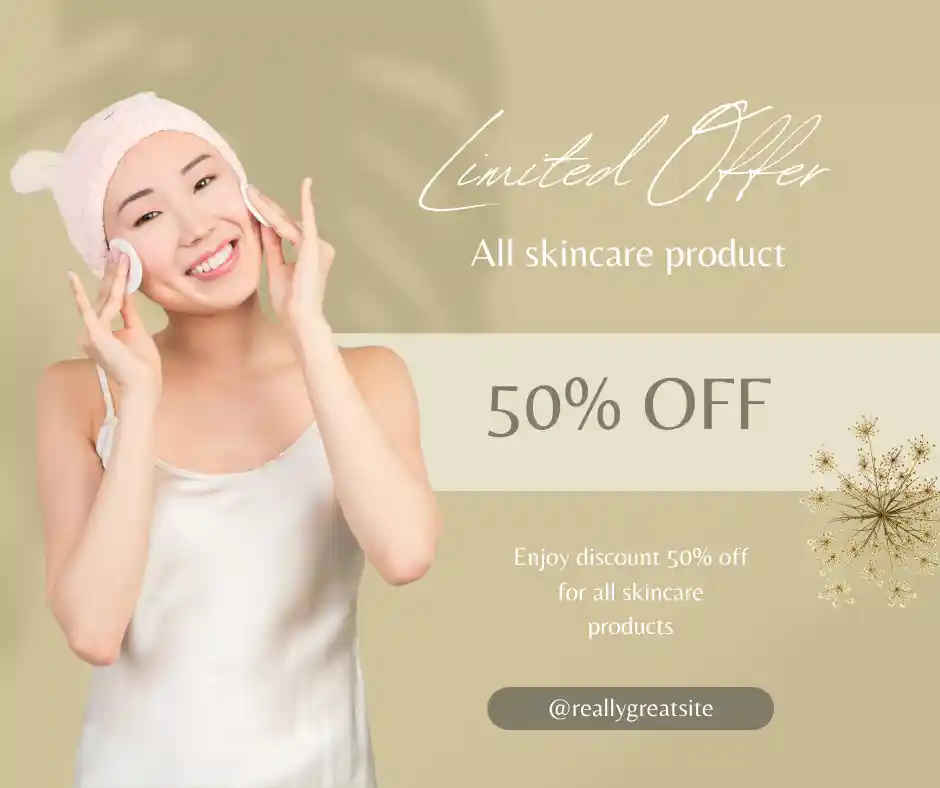 Limited Offer
All skincare product
50% OFF
Enjoy discount 50% off
for all skincare
products
@reallygreatsite